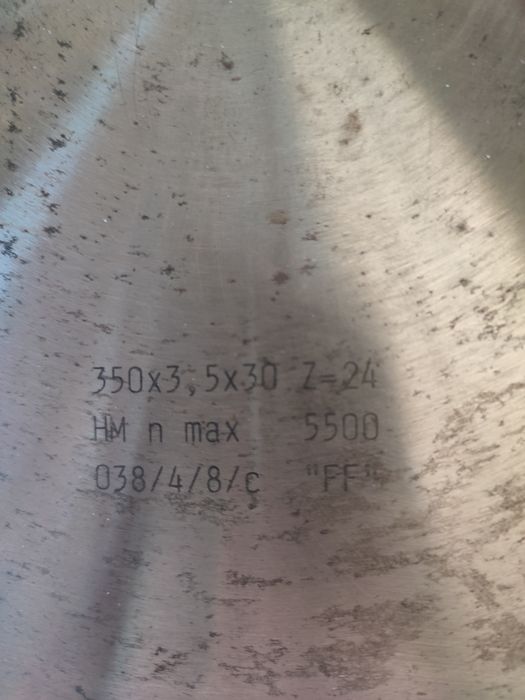 350x3,5x30 Z=24
HM n max 5500
038/4/8/c "FF"